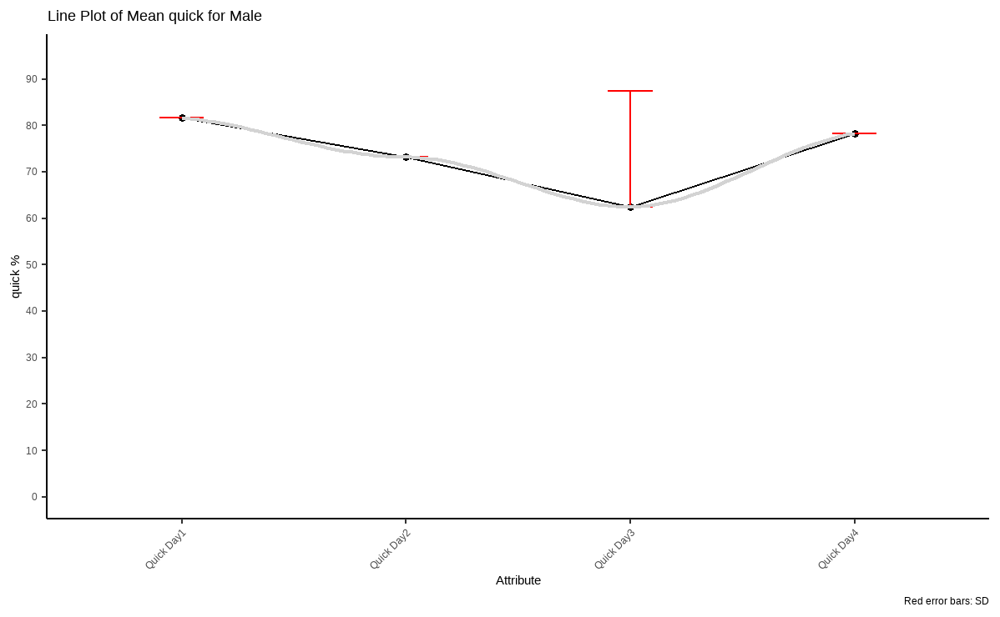 Line Plot of Mean quick for Male
quick %
90
80
70
60
50
40
30
20
10
0
Quick Day1
Quick Day2
Quick Day3
Quick Day4
Attribute
Red error bars: SD